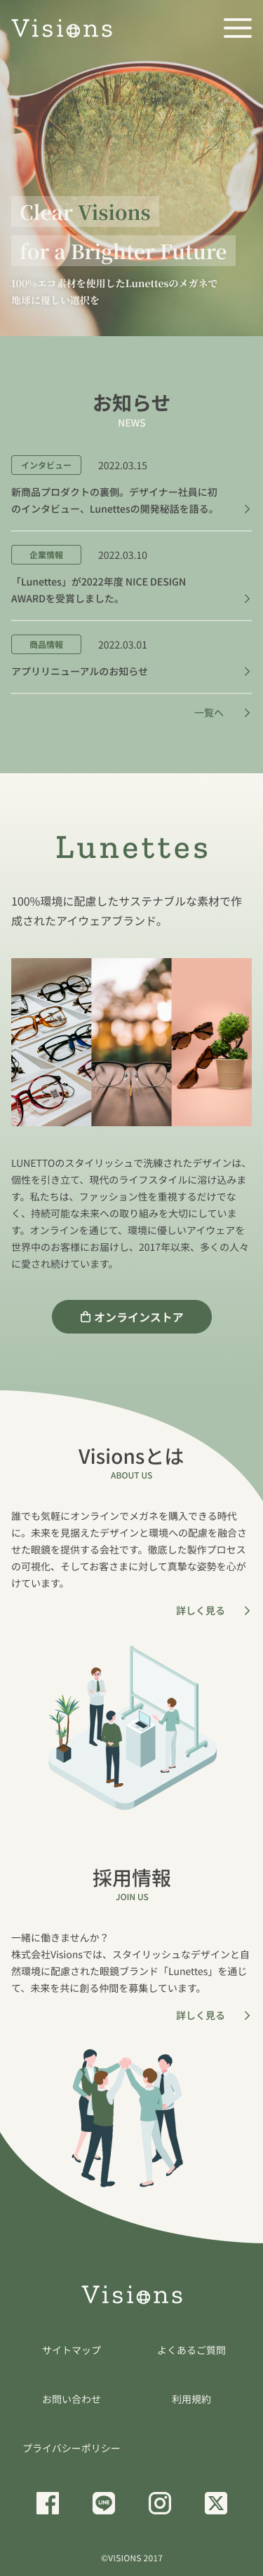 Visions
Clear Visions
for a Brighter Future
100%エコ素材を使用したLunettesのメガネで
地球に優しい選択を
お知らせ
NEWS
インタビュー 2022.03.15
新商品プロダクトの裏側。デザイナー社員に初
のインタビュー、Lunettesの開発秘話を語る。
企業情報 2022.03.10
「Lunettes」が2022年度 NICE DESIGN
AWARDを受賞しました。
商品情報 2022.03.01
アプリリニューアルのお知らせ
一覧へ
Lunettes
100%環境に配慮したサステナブルな素材で作
成されたアイウェアブランド。
LUNETTOのスタイリッシュで洗練されたデザインは、
個性を引き立て、現代のライフスタイルに溶け込みま
す。私たちは、ファッション性を重視するだけでな
く、持続可能な未来への取り組みを大切にしていま
す。オンラインを通じて、環境に優しいアイウェアを
世界中のお客様にお届けし、2017年以来、多くの人々
に愛され続けています。
オンラインストア
Visionsとは
ABOUT US
誰でも気軽にオンラインでメガネを購入できる時代
に。未来を見据えたデザインと環境への配慮を融合さ
せた眼鏡を提供する会社です。徹底した製作プロセス
の可視化、そしてお客さまに対して真摯な姿勢を心が
けています。
詳しく見る
採用情報
JOIN US
一緒に働きませんか？
株式会社Visionsでは、スタイリッシュなデザインと自
然環境に配慮された眼鏡ブランド「Lunettes」を通じ
て、未来を共に創る仲間を募集しています。
詳しく見る
Visions
サイトマップ よくあるご質問
お問い合わせ 利用規約
プライバシーポリシー
LINE
©VISIONS 2017